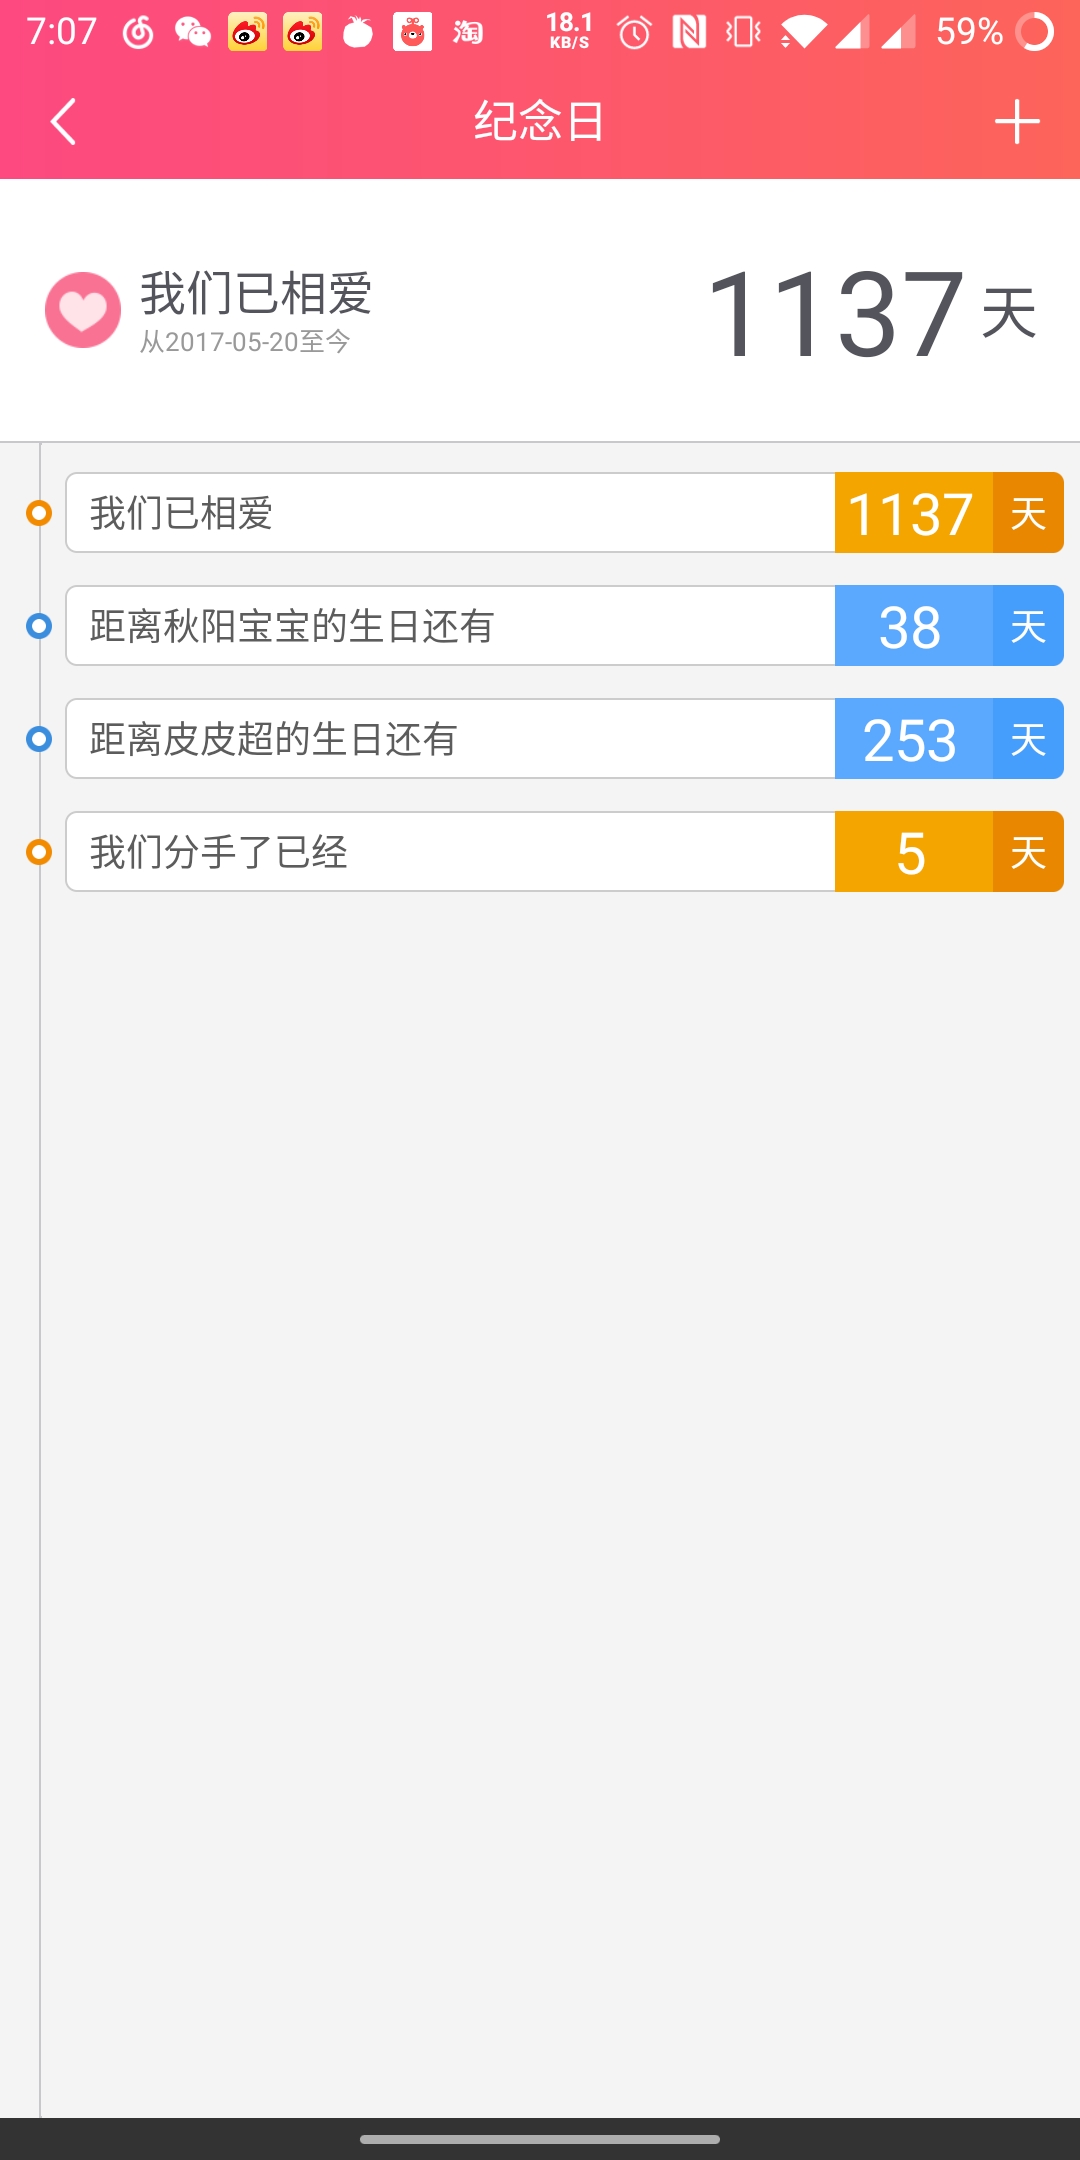 7:07 淘 18.1 KB/S 59%
纪念日
我们已相爱 1137 天
从2017-05-20至今
我们已相爱 1137 天
距离秋阳宝宝的生日还有 38 天
距离皮皮超的生日还有 253 天
我们分手了已经 5 天